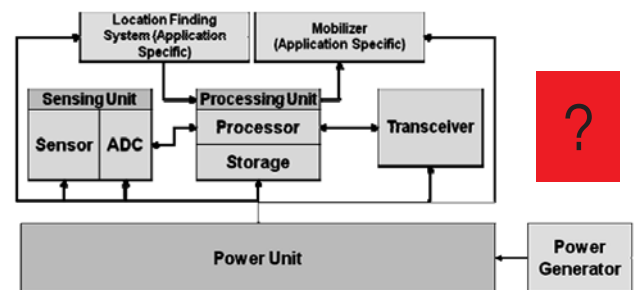 Location Finding
System (Application
Specific)
Mobilizer
(Application Specific)
Sensing Unit
Processing Unit
Sensor
ADC
Processor
Storage
Transceiver
?
Power Unit
Power
Generator